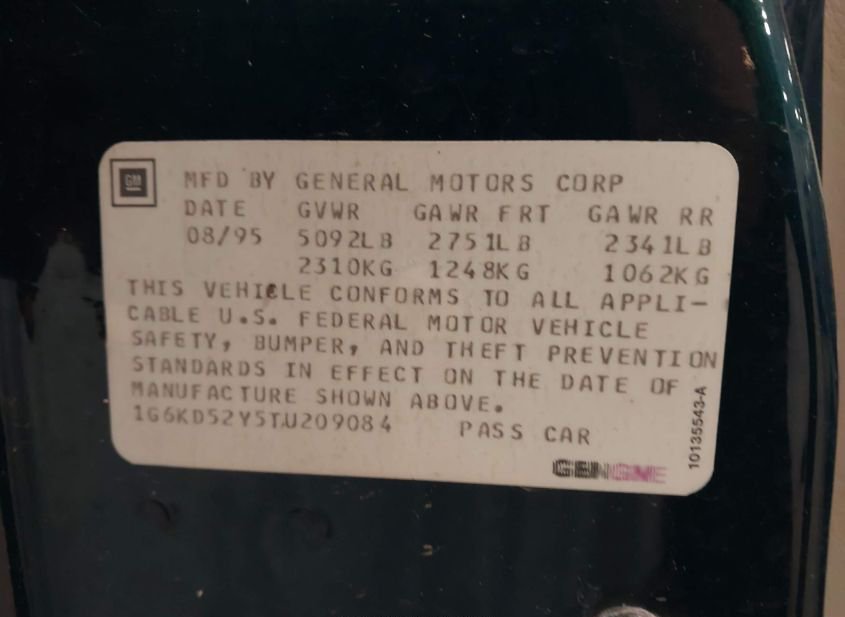 GM
MFD BY GENERAL MOTORS CORP
DATE GVWR GAWR FRT GAWR RR
08/95 5092LB 2751LB 2341LB
2310KG 1248KG 1062KG
THIS VEHICLE CONFORMS TO ALL APPLI-
CABLE U.S. FEDERAL MOTOR VEHICLE
SAFETY, BUMPER, AND THEFT PREVENTION
STANDARDS IN EFFECT ON THE DATE OF
MANUFACTURE SHOWN ABOVE.
1G6KD52Y5TU209084 PASS CAR
10135543-A